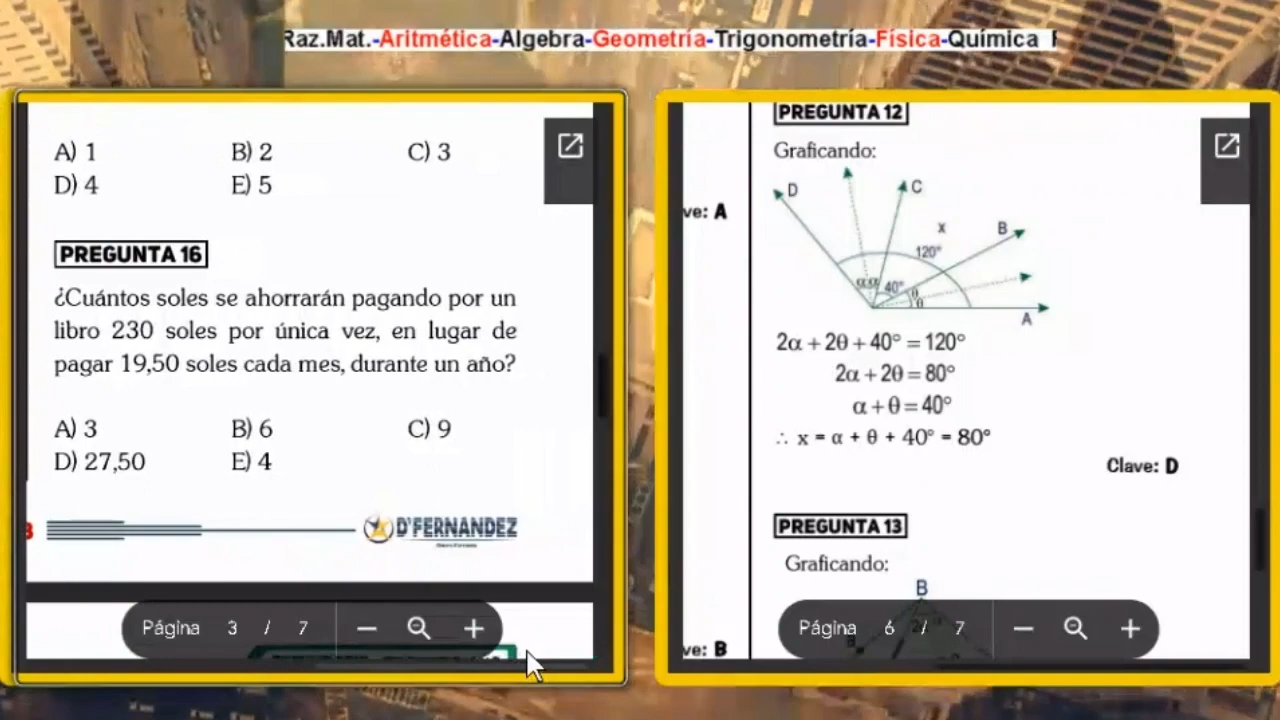 Raz.Mat.-Aritmética-Algebra-Geometría-Trigonometría-Física-Química
A) 1 B) 2 C) 3
D) 4 E) 5
PREGUNTA 16
¿Cuántos soles se ahorrarán pagando por un
libro 230 soles por única vez, en lugar de
pagar 19,50 soles cada mes, durante un año?
A) 3 B) 6 C) 9
D) 27,50 E) 4
D'FERNANDEZ
Página 3 / 7
PREGUNTA 12
Graficando:
ve: A
D
C
x
B
120°
α α
40°
θ
θ
A
2α + 2θ + 40° = 120°
2α + 2θ = 80°
α + θ = 40°
∴ x = α + θ + 40° = 80°
Clave: D
PREGUNTA 13
Graficando:
B
Página 6 / 7
ve: B